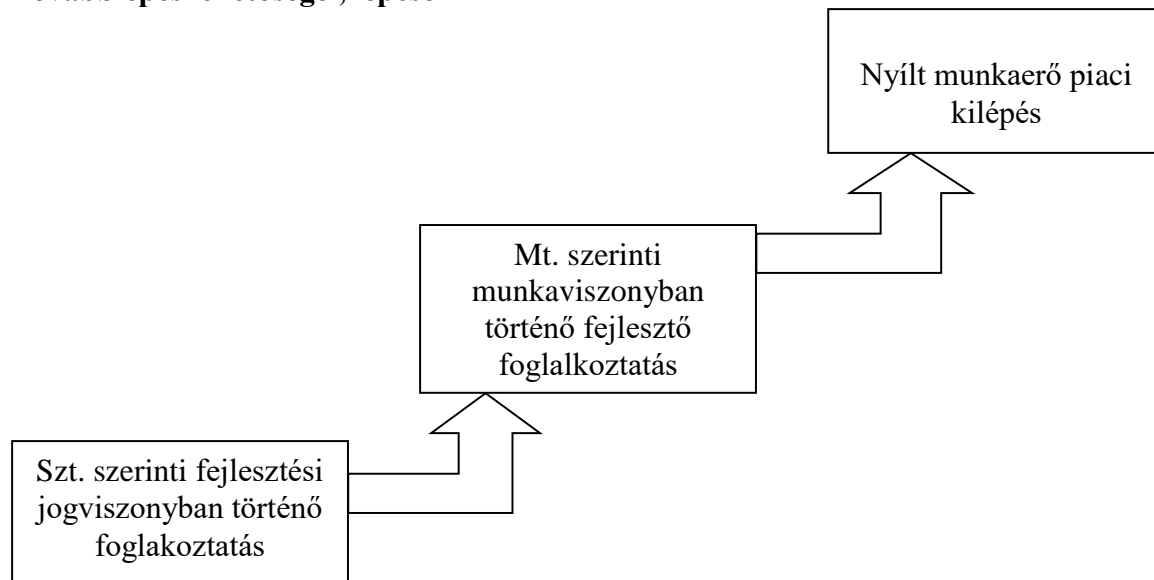 Nyílt munkaerő piaci
kilépés
Mt. szerinti
munkaviszonyban
történő fejlesztő
foglalkoztatás
Szt. szerinti fejlesztési
jogviszonyban történő
foglakoztatás